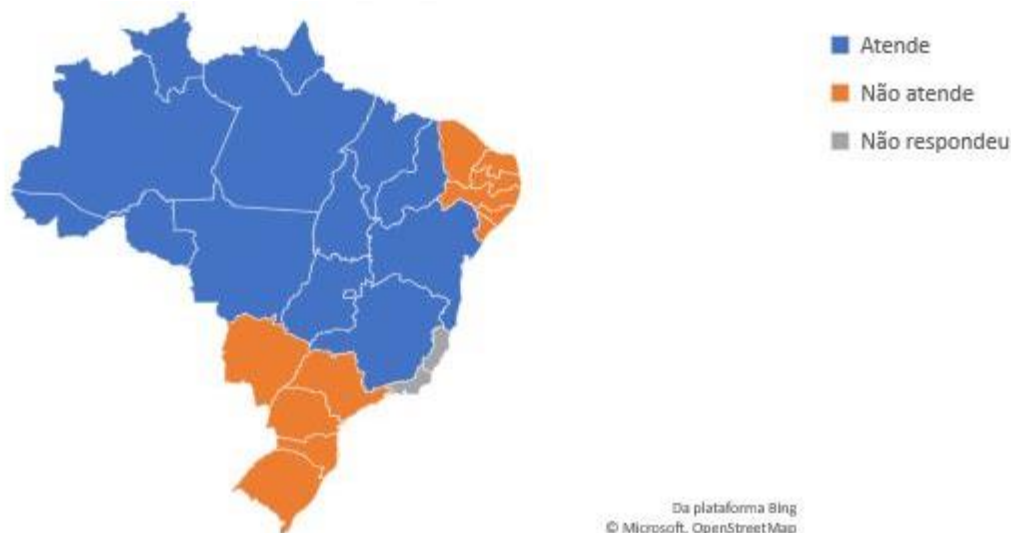 Atende
Não atende
Não respondeu
Da plataforma Bing
© Microsoft, OpenStreetMap